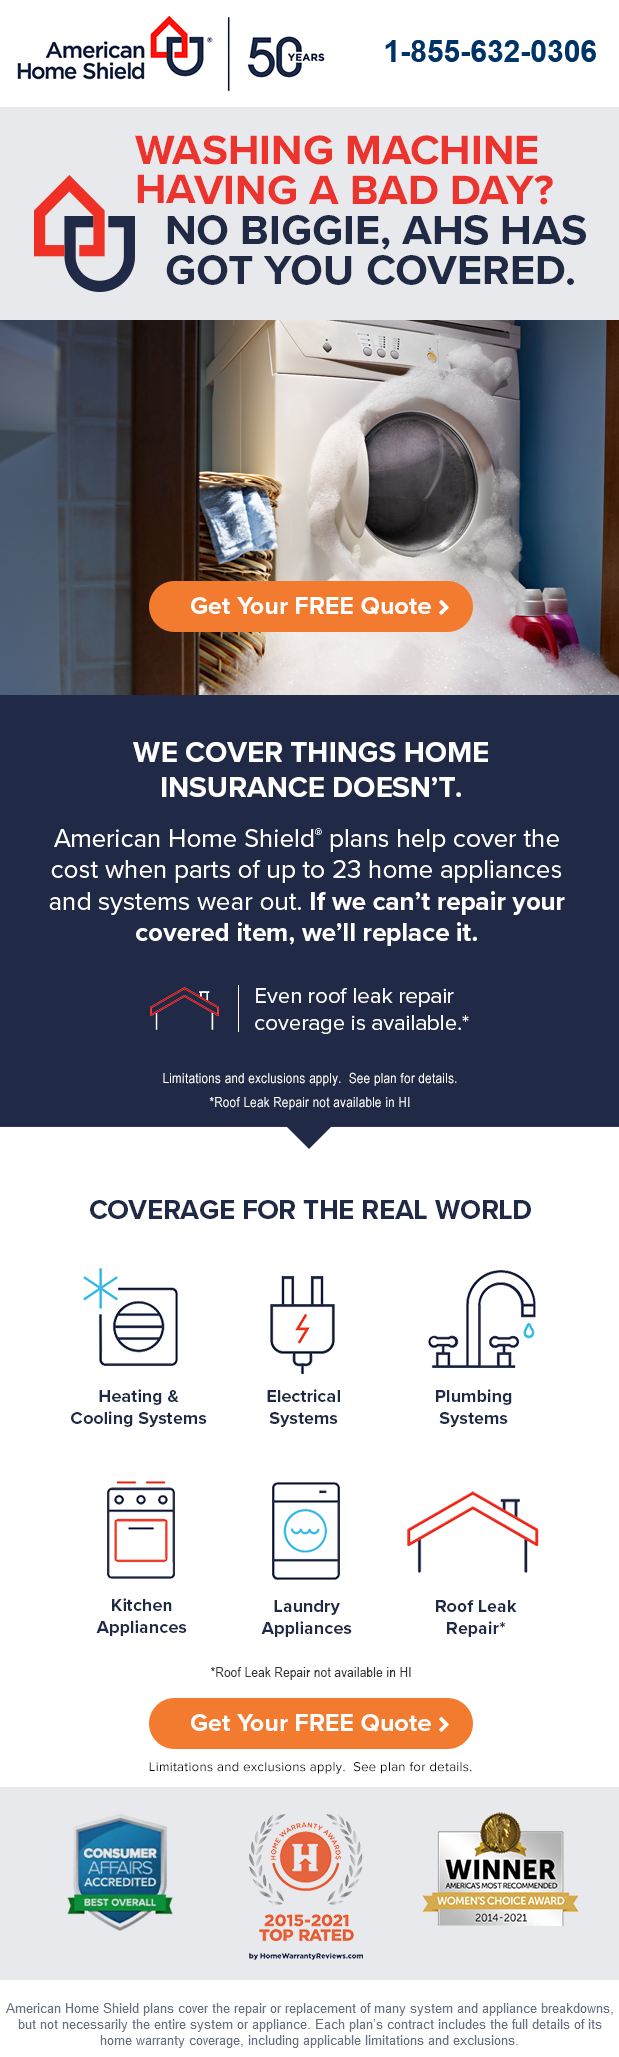 American
Home Shield®
50 YEARS
1-855-632-0306
WASHING MACHINE
HAVING A BAD DAY?
NO BIGGIE, AHS HAS
GOT YOU COVERED.
Get Your FREE Quote >
WE COVER THINGS HOME
INSURANCE DOESN'T.
American Home Shield® plans help cover the
cost when parts of up to 23 home appliances
and systems wear out. If we can't repair your
covered item, we'll replace it.
Even roof leak repair
coverage is available.*
Limitations and exclusions apply.  See plan for details.
*Roof Leak Repair not available in HI
COVERAGE FOR THE REAL WORLD
Heating &
Cooling Systems
Electrical
Systems
Plumbing
Systems
Kitchen
Appliances
Laundry
Appliances
Roof Leak
Repair*
*Roof Leak Repair not available in HI
Get Your FREE Quote >
Limitations and exclusions apply.  See plan for details.
CONSUMER
AFFAIRS
ACCREDITED
BEST OVERALL
HOME WARRANTY AWARDS
H
2015-2021
TOP RATED
by HomeWarrantyReviews.com
WINNER
AMERICA'S MOST RECOMMENDED
WOMEN'S CHOICE AWARD
2014-2021
American Home Shield plans cover the repair or replacement of many system and appliance breakdowns,
but not necessarily the entire system or appliance. Each plan's contract includes the full details of its
home warranty coverage, including applicable limitations and exclusions.